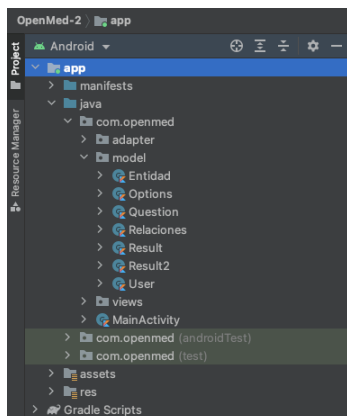 OpenMed-2 〉 app
Project
Resource Manager
Android
app
manifests
java
com.openmed
adapter
model
Entidad
Options
Question
Relaciones
Result
Result2
User
views
MainActivity
com.openmed (androidTest)
com.openmed (test)
assets
res
Gradle Scripts